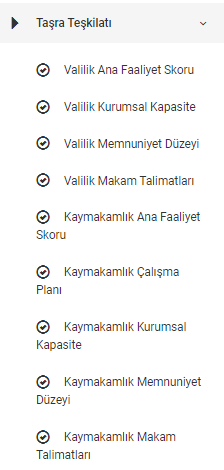 Taşra Teşkilatı
Valilik Ana Faaliyet Skoru
Valilik Kurumsal Kapasite
Valilik Memnuniyet Düzeyi
Valilik Makam Talimatları
Kaymakamlık Ana Faaliyet
Skoru
Kaymakamlık Çalışma
Planı
Kaymakamlık Kurumsal
Kapasite
Kaymakamlık Memnuniyet
Düzeyi
Kaymakamlık Makam
Talimatları